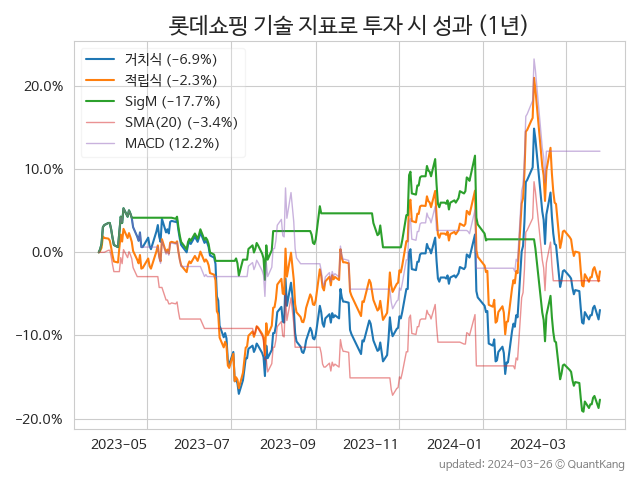 롯데쇼핑 기술 지표로 투자 시 성과 (1년)
거치식 (−6.9%)
적립식 (−2.3%)
SigM (−17.7%)
SMA(20) (−3.4%)
MACD (12.2%)
20.0%
10.0%
0.0%
−10.0%
−20.0%
2023−05 2023−07 2023−09 2023−11 2024−01 2024−03
updated: 2024−03−26 © QuantKang